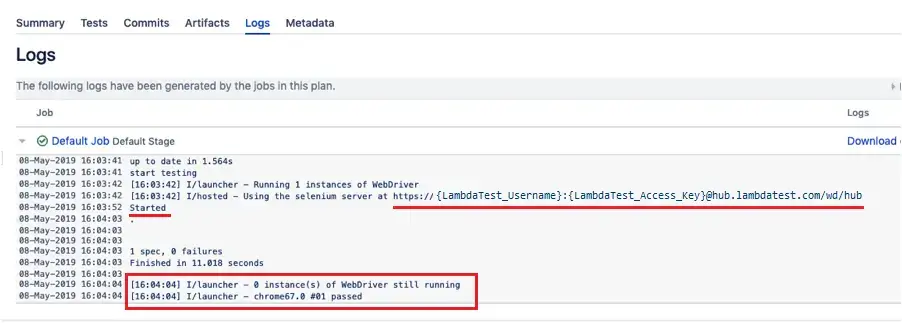 Summary Tests Commits Artifacts Logs Metadata
Logs
The following logs have been generated by the jobs in this plan.
Job Logs
Default Job Default Stage Download
08-May-2019 16:03:41 up to date in 1.564s
08-May-2019 16:03:41 start testing
08-May-2019 16:03:42 [16:03:42] I/launcher – Running 1 instances of WebDriver
08-May-2019 16:03:42 [16:03:42] I/hosted – Using the selenium server at https://{LambdaTest_Username}:{LambdaTest_Access_Key}@hub.lambdatest.com/wd/hub
08-May-2019 16:03:52 Started
08-May-2019 16:04:03 .
08-May-2019 16:04:03
08-May-2019 16:04:03
08-May-2019 16:04:03 1 spec, 0 failures
08-May-2019 16:04:03 Finished in 11.018 seconds
08-May-2019 16:04:03
08-May-2019 16:04:04 [16:04:04] I/launcher – 0 instance(s) of WebDriver still running
08-May-2019 16:04:04 [16:04:04] I/launcher – chrome67.0 #01 passed